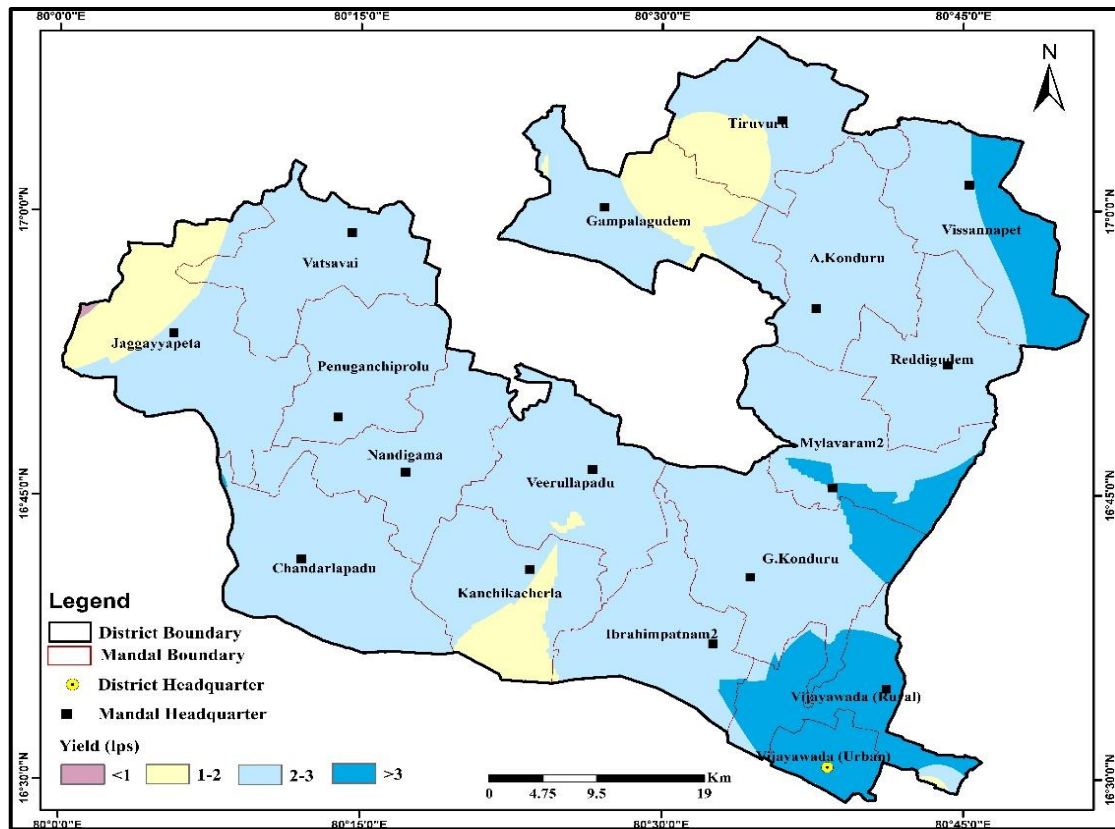 80°0'0"E 80°15'0"E 80°30'0"E 80°45'0"E
N
Tiruvuru
17°0'0"N 17°0'0"N
Gampalagudem
Vissannapet
Vatsavai
A.Konduru
Jaggayyapeta
Reddigudem
Penuganchiprolu
Mylavaram2
Nandigama
Veerullapadu
16°45'0"N 16°45'0"N
G.Konduru
Chandarlapadu
Kanchikacherla
Ibrahimpatnam2
Vijayawada (Rural)
Vijayawada (Urban)
Legend
District Boundary
Mandal Boundary
District Headquarter
Mandal Headquarter
Yield (lps)
<1 1-2 2-3 >3
Km
0 4.75 9.5 19
16°30'0"N 16°30'0"N
80°0'0"E 80°15'0"E 80°30'0"E 80°45'0"E